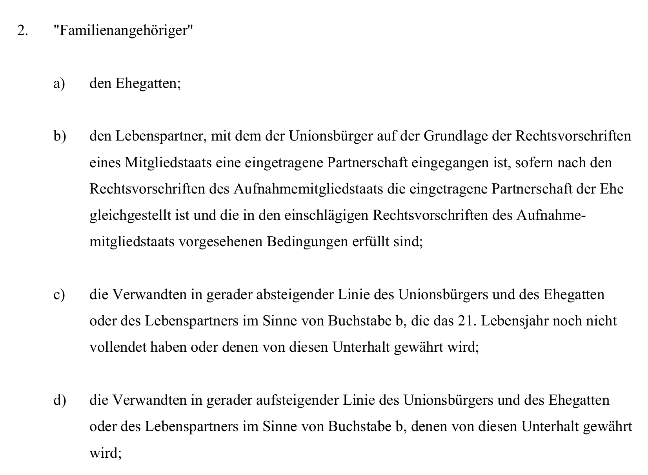 2. "Familienangehöriger"
a) den Ehegatten;
b) den Lebenspartner, mit dem der Unionsbürger auf der Grundlage der Rechtsvorschriften
eines Mitgliedstaats eine eingetragene Partnerschaft eingegangen ist, sofern nach den
Rechtsvorschriften des Aufnahmemitgliedstaats die eingetragene Partnerschaft der Ehe
gleichgestellt ist und die in den einschlägigen Rechtsvorschriften des Aufnahme-
mitgliedstaats vorgesehenen Bedingungen erfüllt sind;
c) die Verwandten in gerader absteigender Linie des Unionsbürgers und des Ehegatten
oder des Lebenspartners im Sinne von Buchstabe b, die das 21. Lebensjahr noch nicht
vollendet haben oder denen von diesen Unterhalt gewährt wird;
d) die Verwandten in gerader aufsteigender Linie des Unionsbürgers und des Ehegatten
oder des Lebenspartners im Sinne von Buchstabe b, denen von diesen Unterhalt gewährt
wird;